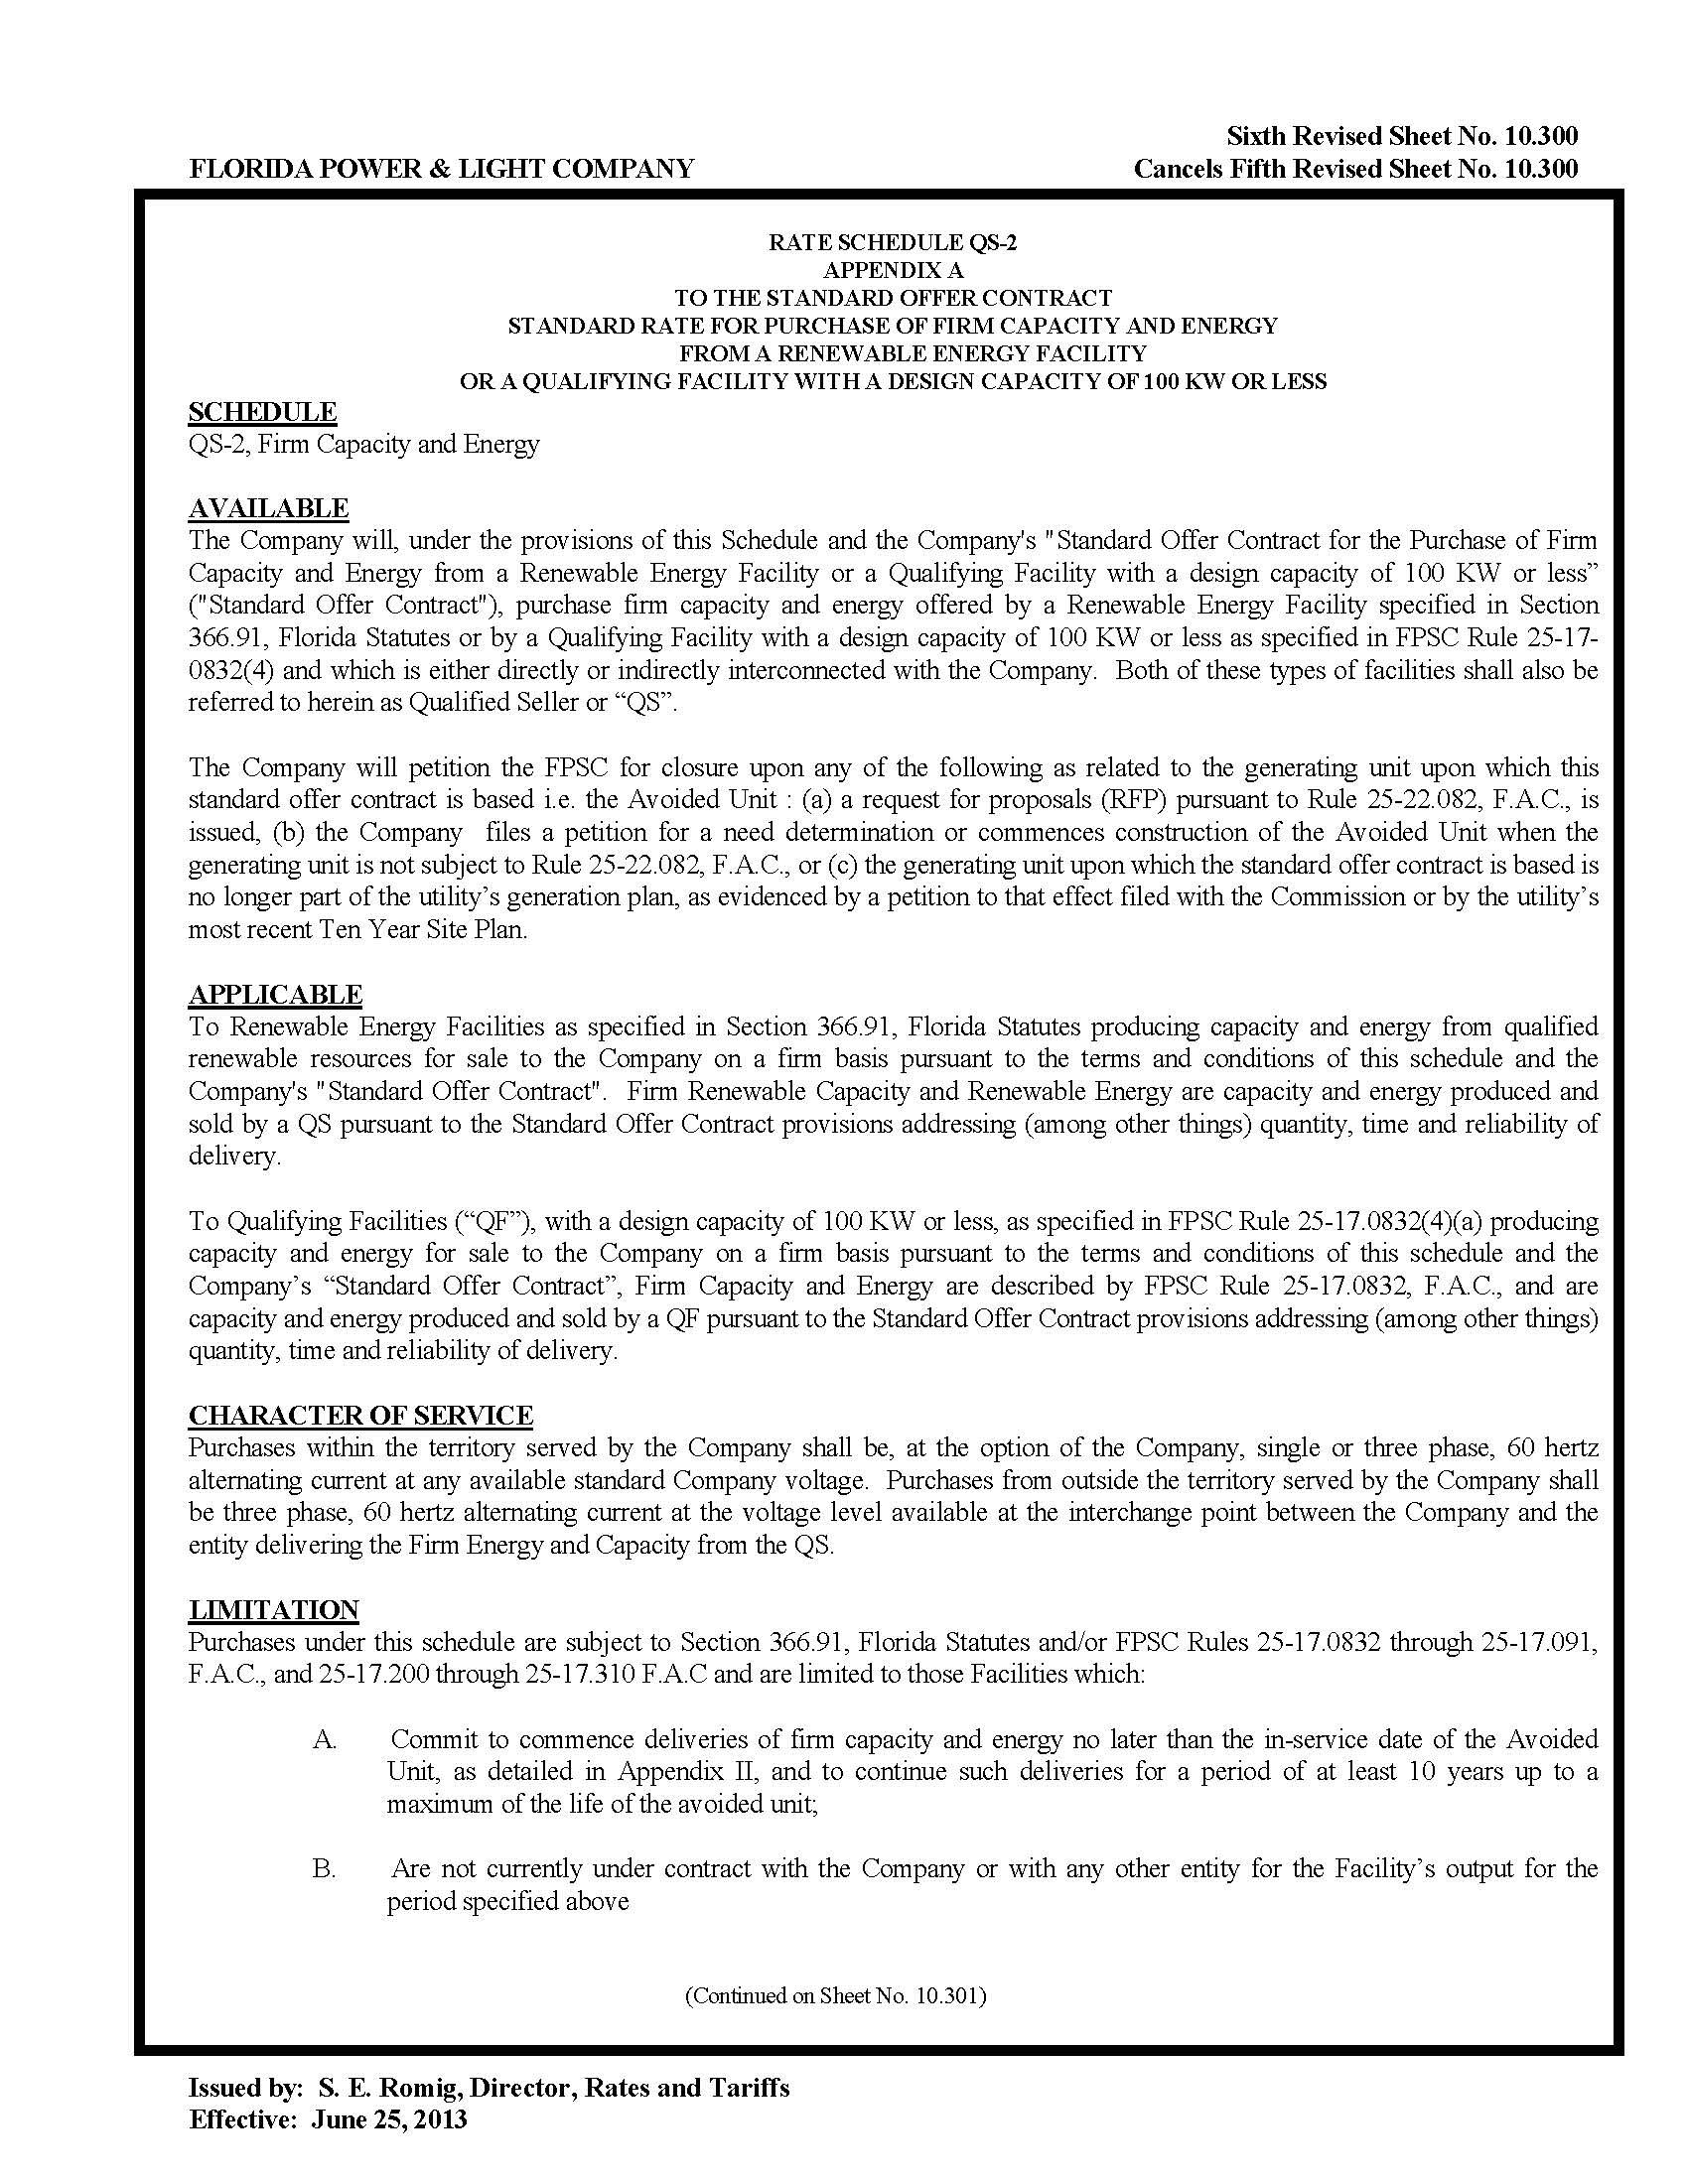 Sixth Revised Sheet No. 10.300
FLORIDA POWER & LIGHT COMPANY Cancels Fifth Revised Sheet No. 10.300
RATE SCHEDULE QS-2
APPENDIX A
TO THE STANDARD OFFER CONTRACT
STANDARD RATE FOR PURCHASE OF FIRM CAPACITY AND ENERGY
FROM A RENEWABLE ENERGY FACILITY
OR A QUALIFYING FACILITY WITH A DESIGN CAPACITY OF 100 KW OR LESS
SCHEDULE
QS-2, Firm Capacity and Energy
AVAILABLE
The Company will, under the provisions of this Schedule and the Company's "Standard Offer Contract for the Purchase of Firm
Capacity and Energy from a Renewable Energy Facility or a Qualifying Facility with a design capacity of 100 KW or less”
("Standard Offer Contract"), purchase firm capacity and energy offered by a Renewable Energy Facility specified in Section
366.91, Florida Statutes or by a Qualifying Facility with a design capacity of 100 KW or less as specified in FPSC Rule 25-17-
0832(4) and which is either directly or indirectly interconnected with the Company. Both of these types of facilities shall also be
referred to herein as Qualified Seller or “QS”.
The Company will petition the FPSC for closure upon any of the following as related to the generating unit upon which this
standard offer contract is based i.e. the Avoided Unit : (a) a request for proposals (RFP) pursuant to Rule 25-22.082, F.A.C., is
issued, (b) the Company files a petition for a need determination or commences construction of the Avoided Unit when the
generating unit is not subject to Rule 25-22.082, F.A.C., or (c) the generating unit upon which the standard offer contract is based is
no longer part of the utility’s generation plan, as evidenced by a petition to that effect filed with the Commission or by the utility’s
most recent Ten Year Site Plan.
APPLICABLE
To Renewable Energy Facilities as specified in Section 366.91, Florida Statutes producing capacity and energy from qualified
renewable resources for sale to the Company on a firm basis pursuant to the terms and conditions of this schedule and the
Company's "Standard Offer Contract". Firm Renewable Capacity and Renewable Energy are capacity and energy produced and
sold by a QS pursuant to the Standard Offer Contract provisions addressing (among other things) quantity, time and reliability of
delivery.
To Qualifying Facilities (“QF”), with a design capacity of 100 KW or less, as specified in FPSC Rule 25-17.0832(4)(a) producing
capacity and energy for sale to the Company on a firm basis pursuant to the terms and conditions of this schedule and the
Company’s “Standard Offer Contract”, Firm Capacity and Energy are described by FPSC Rule 25-17.0832, F.A.C., and are
capacity and energy produced and sold by a QF pursuant to the Standard Offer Contract provisions addressing (among other things)
quantity, time and reliability of delivery.
CHARACTER OF SERVICE
Purchases within the territory served by the Company shall be, at the option of the Company, single or three phase, 60 hertz
alternating current at any available standard Company voltage. Purchases from outside the territory served by the Company shall
be three phase, 60 hertz alternating current at the voltage level available at the interchange point between the Company and the
entity delivering the Firm Energy and Capacity from the QS.
LIMITATION
Purchases under this schedule are subject to Section 366.91, Florida Statutes and/or FPSC Rules 25-17.0832 through 25-17.091,
F.A.C., and 25-17.200 through 25-17.310 F.A.C and are limited to those Facilities which:
A. Commit to commence deliveries of firm capacity and energy no later than the in-service date of the Avoided
Unit, as detailed in Appendix II, and to continue such deliveries for a period of at least 10 years up to a
maximum of the life of the avoided unit;
B. Are not currently under contract with the Company or with any other entity for the Facility’s output for the
period specified above
(Continued on Sheet No. 10.301)
Issued by: S. E. Romig, Director, Rates and Tariffs
Effective: June 25, 2013